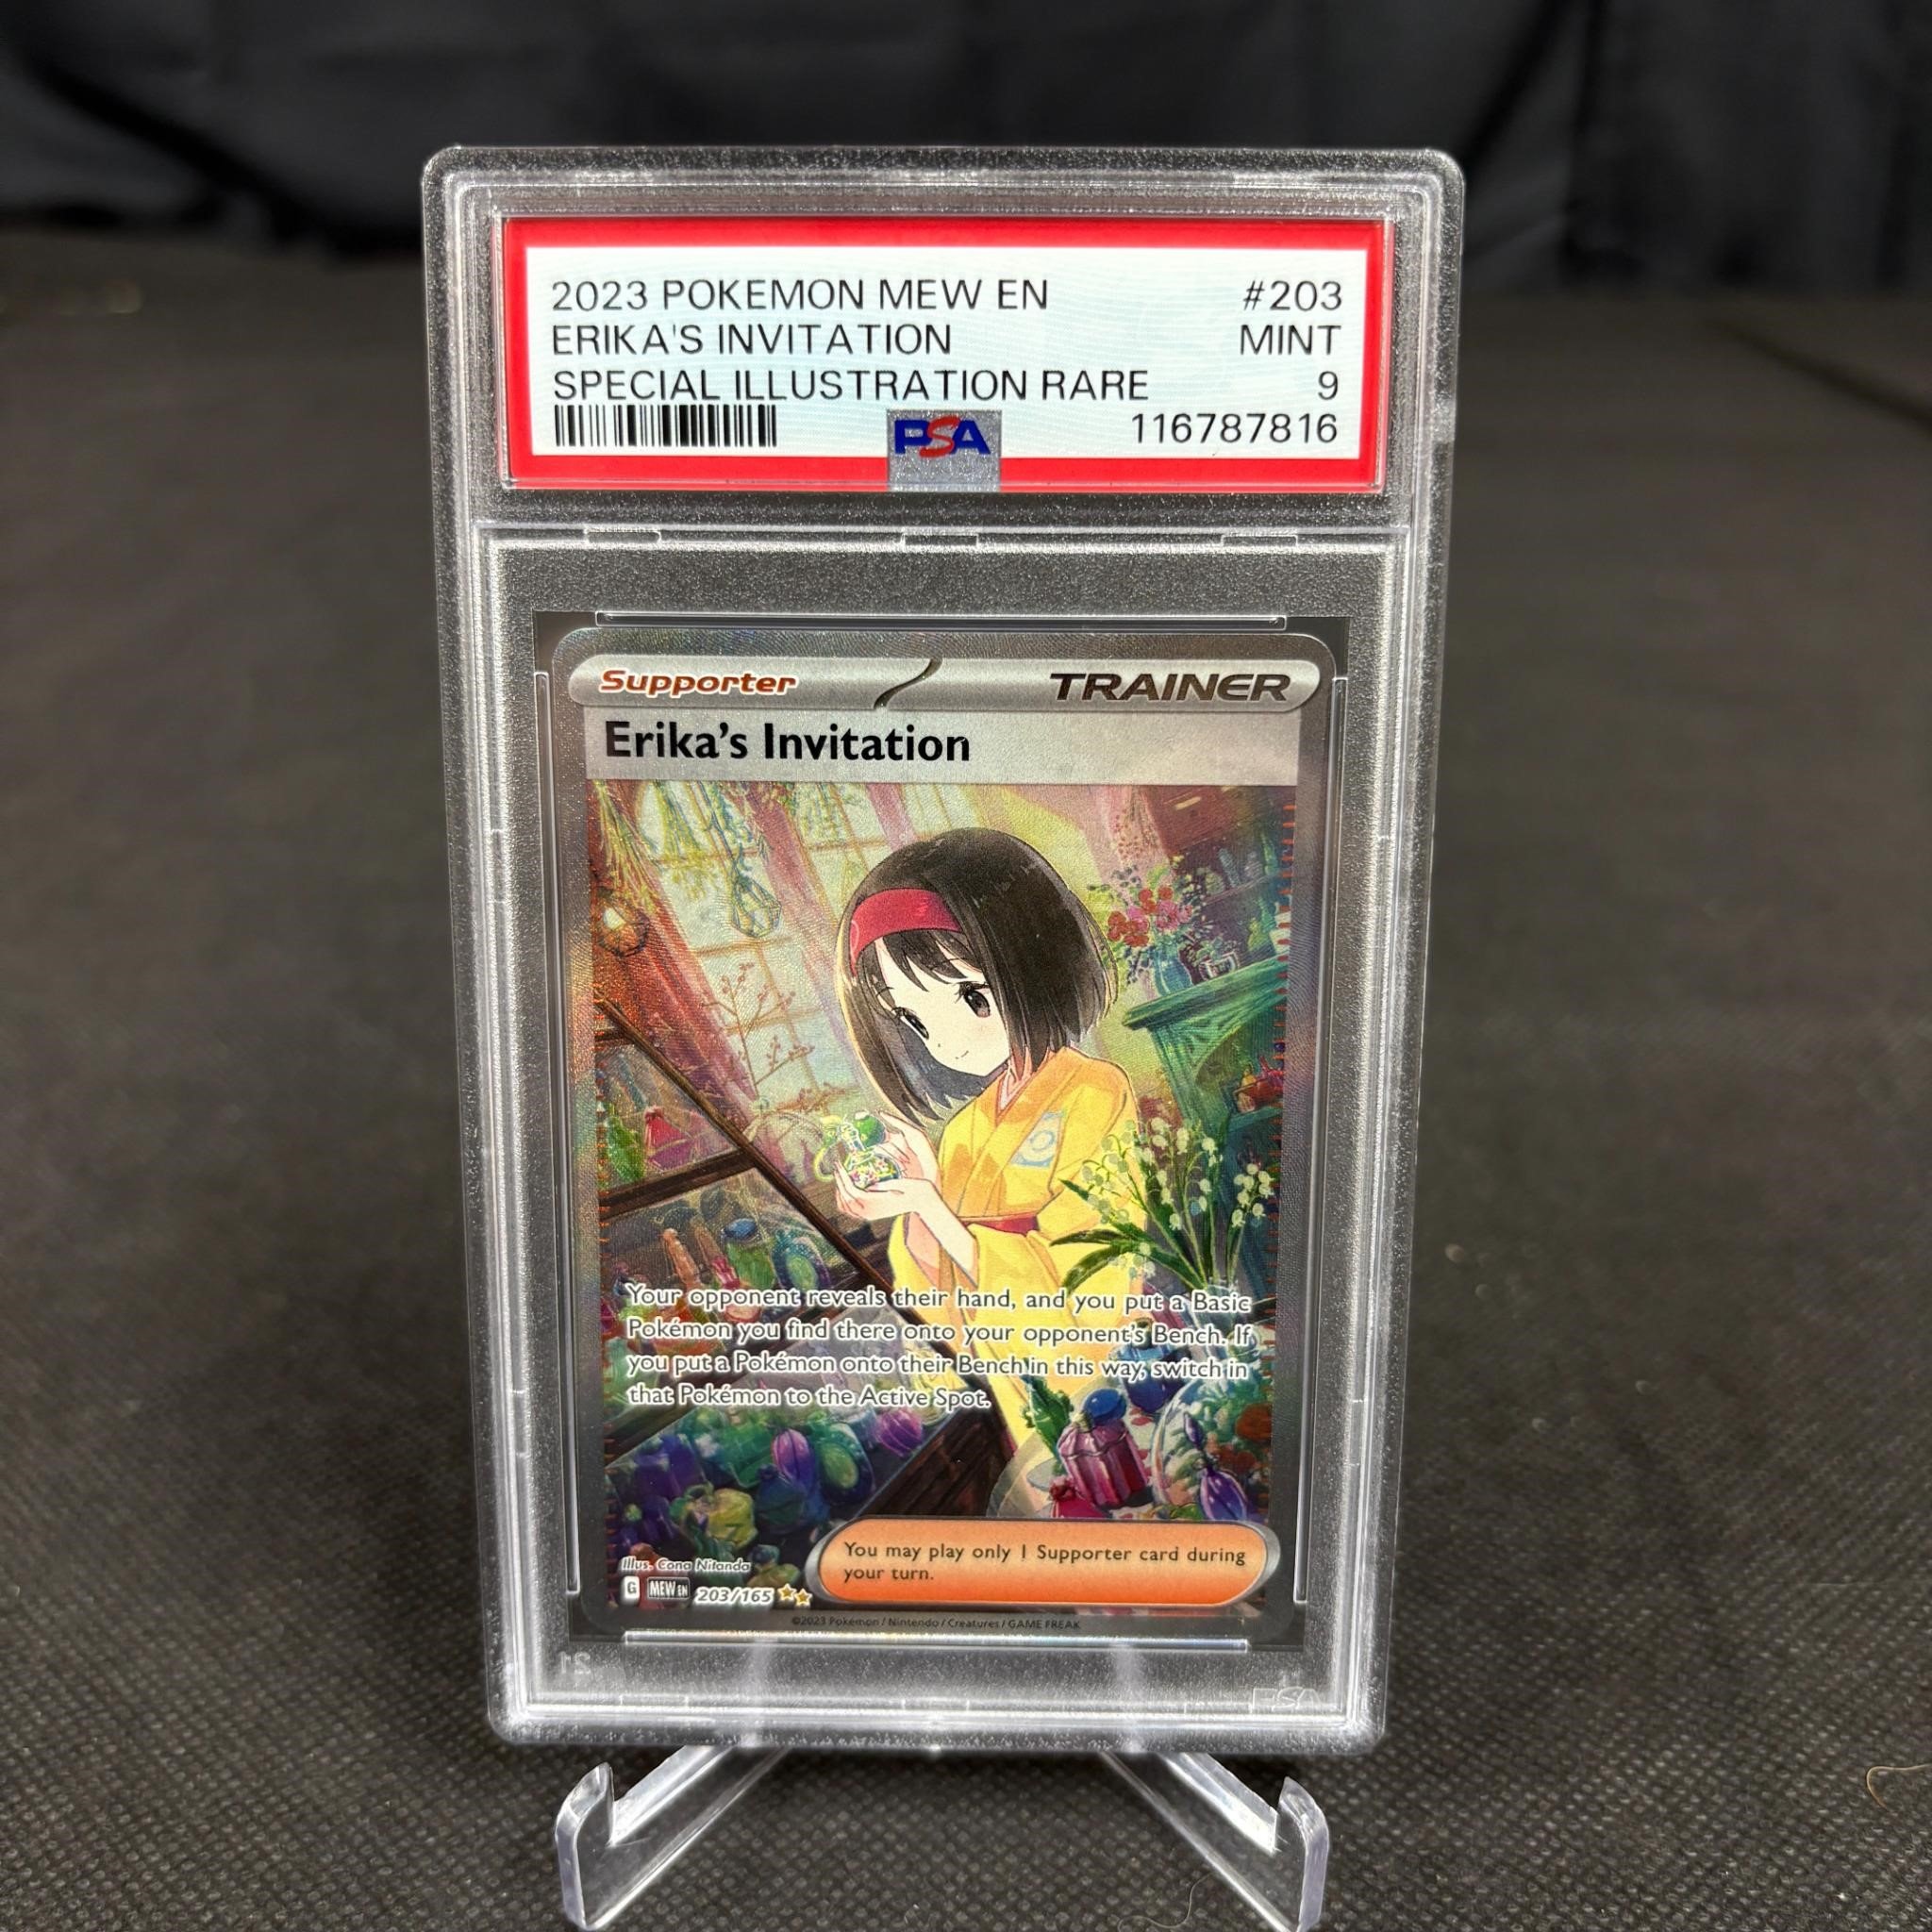 2023 POKEMON MEW EN #203
ERIKA'S INVITATION MINT
SPECIAL ILLUSTRATION RARE 9
PSA 116787816
Supporter TRAINER
Erika's Invitation
Your opponent reveals their hand, and you put a Basic
Pokémon you find there onto your opponent's Bench. If
you put a Pokémon onto their Bench in this way, switch in
that Pokémon to the Active Spot.
You may play only 1 Supporter card during
your turn.
Illus. Cona Nitanda
G MEW EN 203/165
©2023 Pokémon / Nintendo / Creatures / GAME FREAK